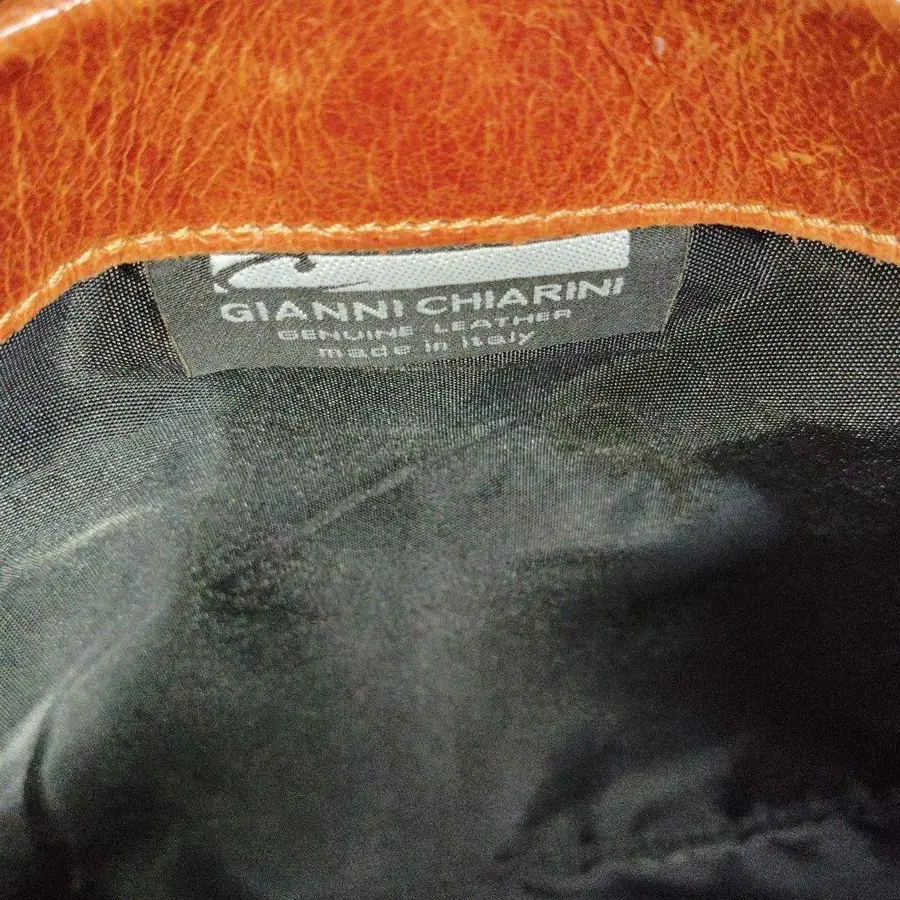 GIANNI CHIARINI
GENUINE LEATHER
made in italy